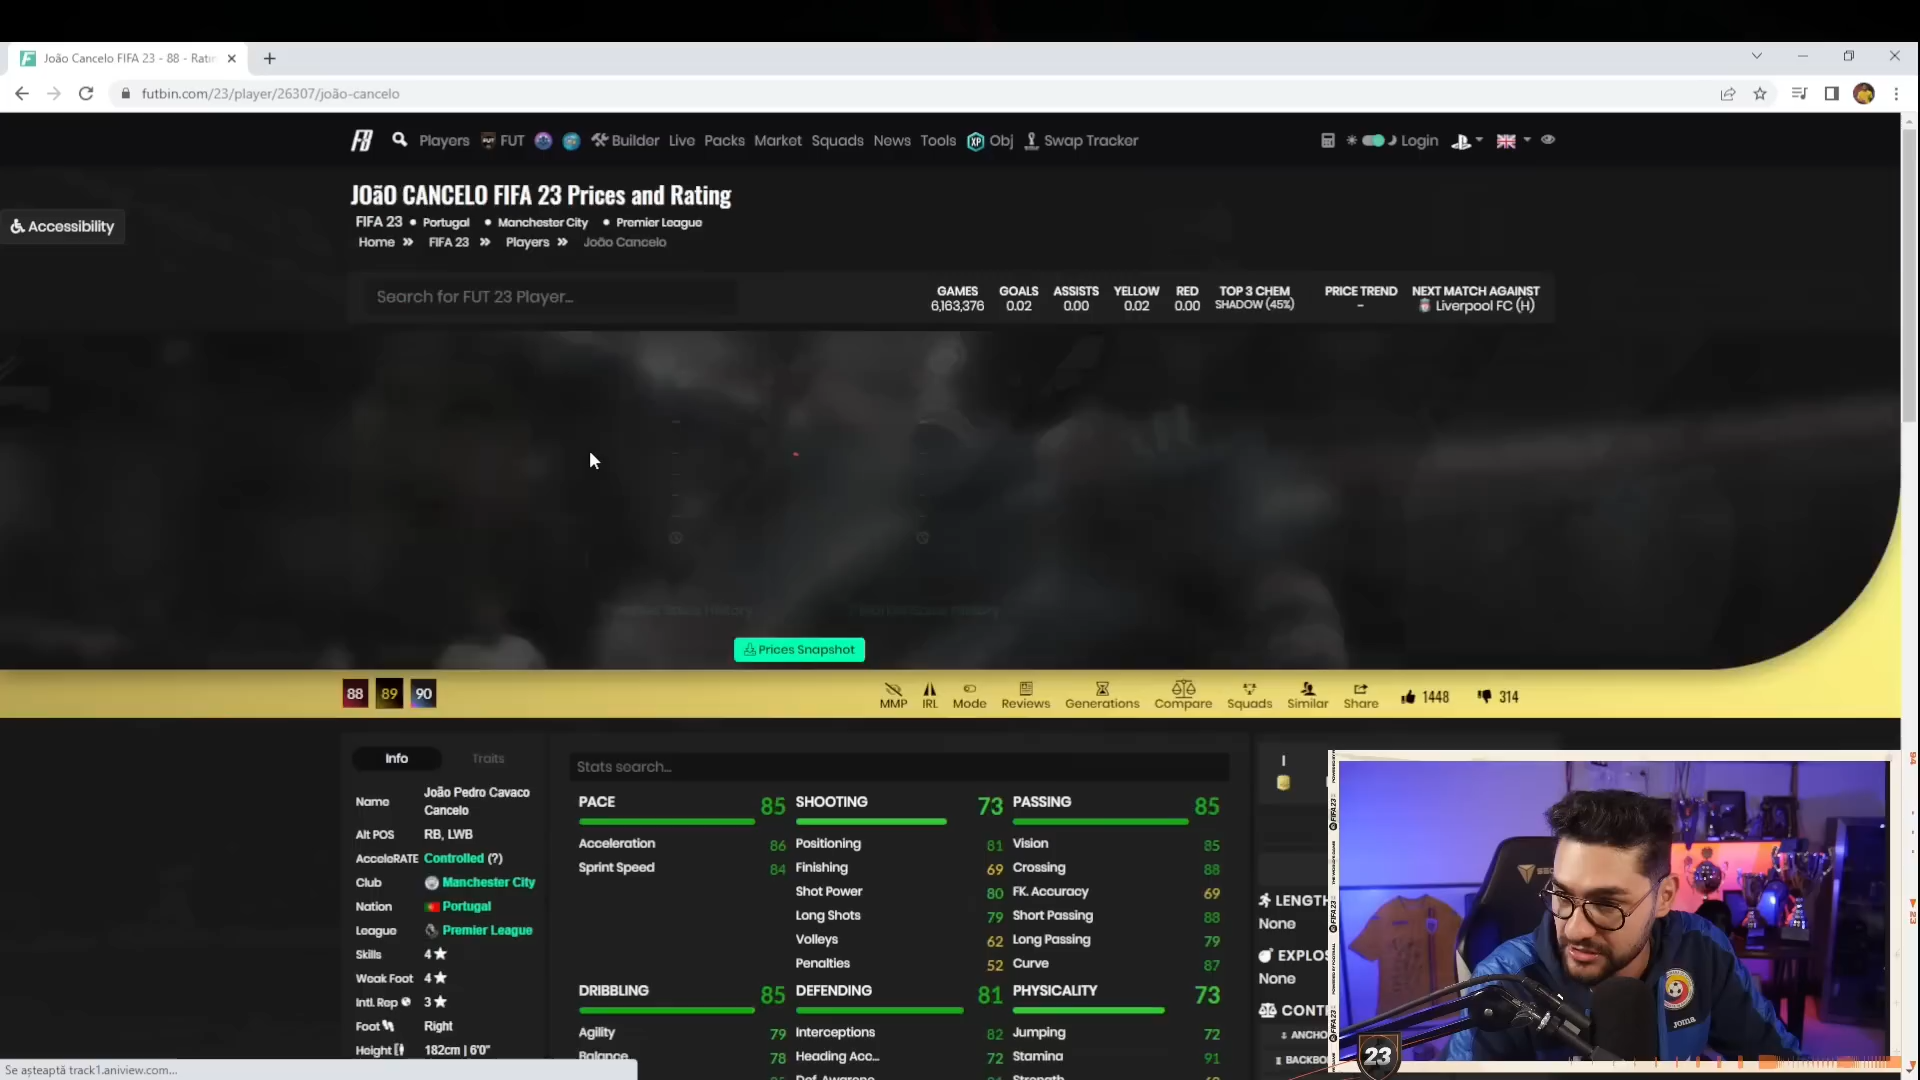 João Cancelo FIFA 23 - 88 - Ratin
futbin.com/23/player/26307/joão-cancelo
Players FUT Builder Live Packs Market Squads News Tools XP Obj Swap Tracker Login
JOãO CANCELO FIFA 23 Prices and Rating
FIFA 23 • Portugal • Manchester City • Premier League
Home » FIFA 23 » Players » João Cancelo
Accessibility
Search for FUT 23 Player...
GAMES GOALS ASSISTS YELLOW RED TOP 3 CHEM PRICE TREND NEXT MATCH AGAINST
6,163,376 0.02 0.00 0.02 0.00 SHADOW (45%) - Liverpool FC (H)
Prices Snapshot
88 89 90
MMP IRL Mode Reviews Generations Compare Squads Similar Share 1448 314
Info Traits
Name João Pedro Cavaco Cancelo
Alt POS RB, LWB
AcceleRATE Controlled (?)
Club Manchester City
Nation Portugal
League Premier League
Skills 4★
Weak Foot 4★
Intl. Rep 3★
Foot Right
Height 182cm | 6'0"
Stats search...
PACE 85 SHOOTING 73 PASSING 85
Acceleration 86 Positioning 81 Vision 85
Sprint Speed 84 Finishing 69 Crossing 88
Shot Power 80 FK. Accuracy 69
Long Shots 79 Short Passing 88
Volleys 62 Long Passing 79
Penalties 52 Curve 87
DRIBBLING 85 DEFENDING 81 PHYSICALITY 73
Agility 79 Interceptions 82 Jumping 72
Balance 78 Heading Acc... 72 Stamina 91
LENGTH
None
EXPLOS
None
CONT
ANCHO
BACKBO
joma
23
Se așteaptă track1.aniview.com...